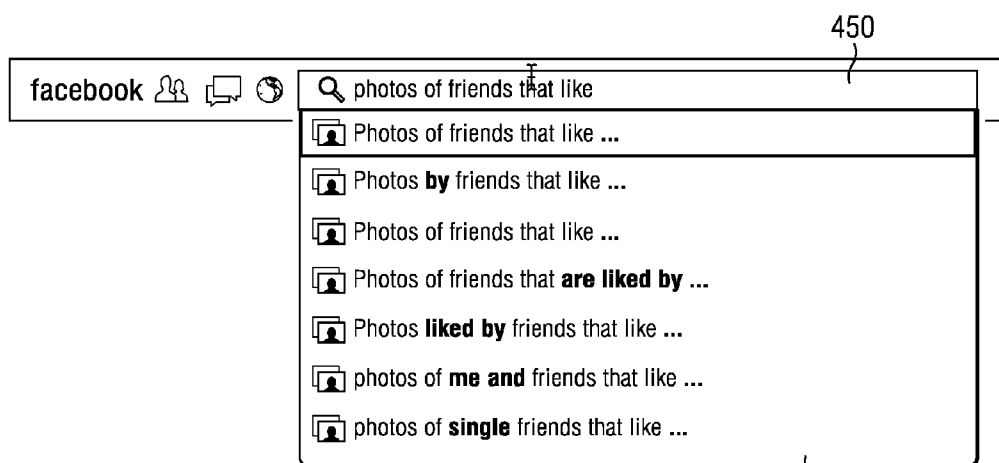 450
facebook photos of friends that like
Photos of friends that like ...
Photos by friends that like ...
Photos of friends that like ...
Photos of friends that are liked by ...
Photos liked by friends that like ...
photos of me and friends that like ...
photos of single friends that like ...